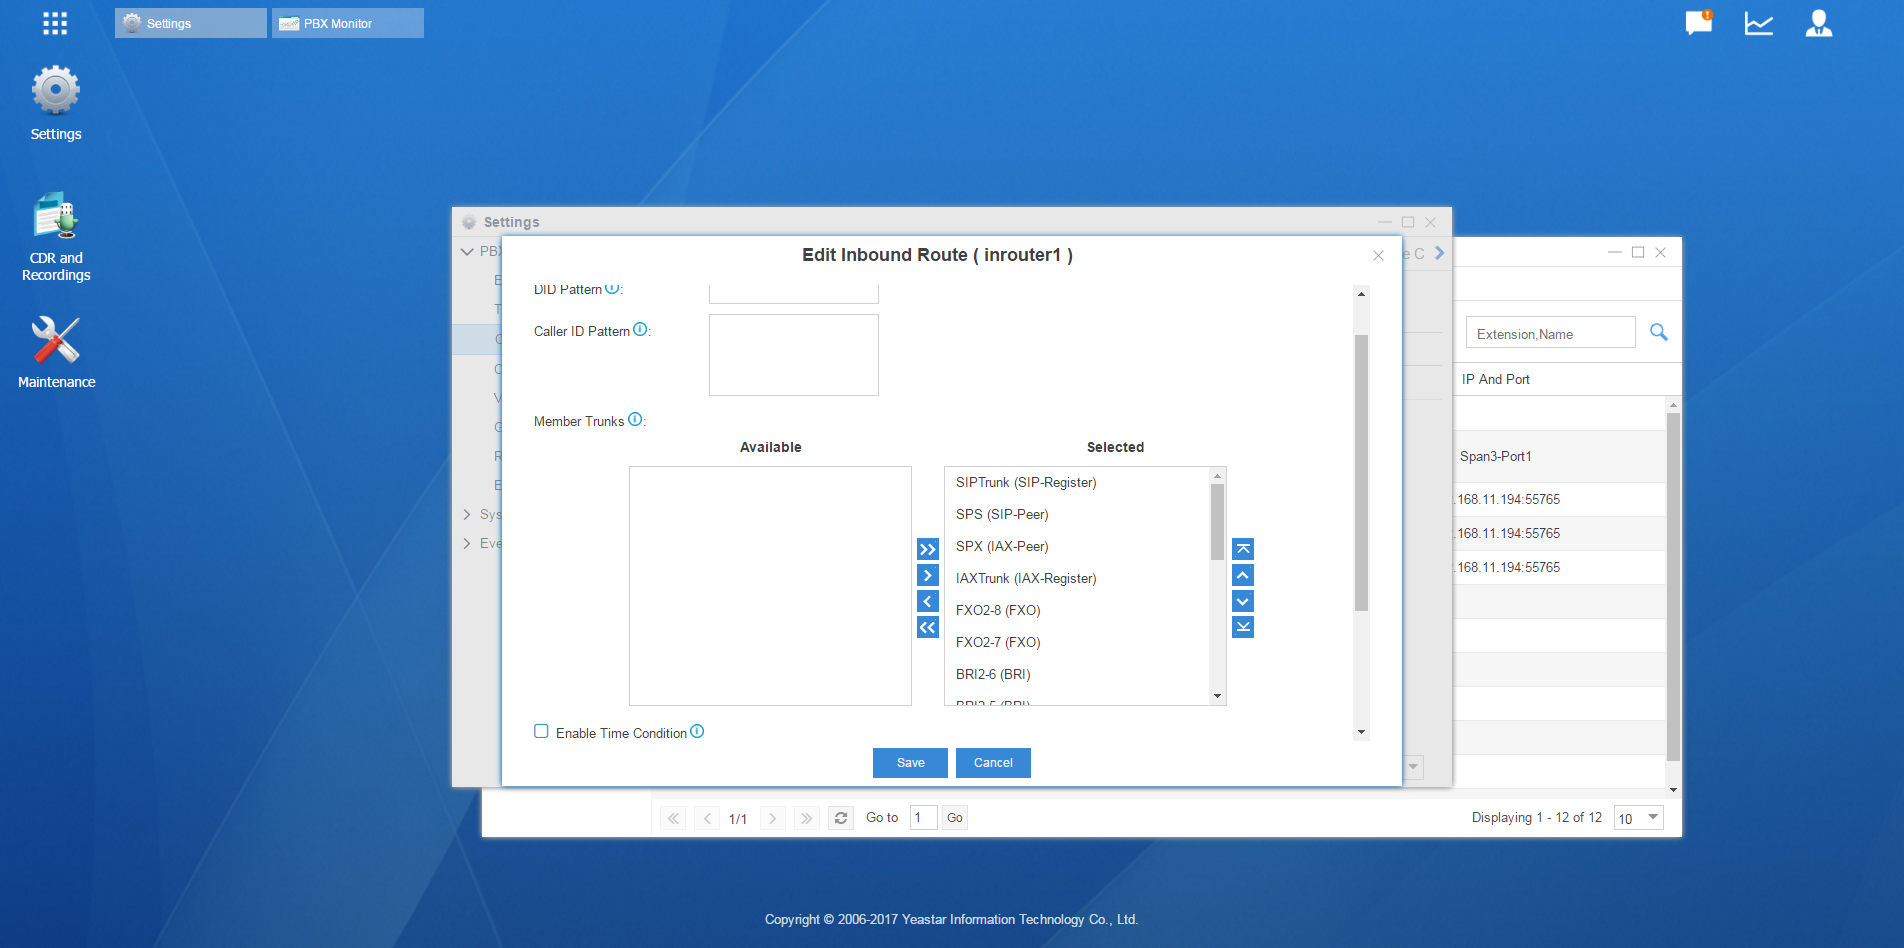 Settings
PBX Monitor
Settings
CDR and
Recordings
Maintenance
Settings
PBX
Sys
Eve
e C
Edit Inbound Route ( inrouter1 )
DID Pattern :
Caller ID Pattern :
Member Trunks :
Available
Selected
SIPTrunk (SIP-Register)
SPS (SIP-Peer)
SPX (IAX-Peer)
IAXTrunk (IAX-Register)
FXO2-8 (FXO)
FXO2-7 (FXO)
BRI2-6 (BRI)
BRI2-5 (BRI)
Enable Time Condition
Save
Cancel
Extension,Name
IP And Port
Span3-Port1
.168.11.194:55765
.168.11.194:55765
.168.11.194:55765
1/1
Go to
1
Go
Displaying 1 - 12 of 12
10
Copyright © 2006-2017 Yeastar Information Technology Co., Ltd.